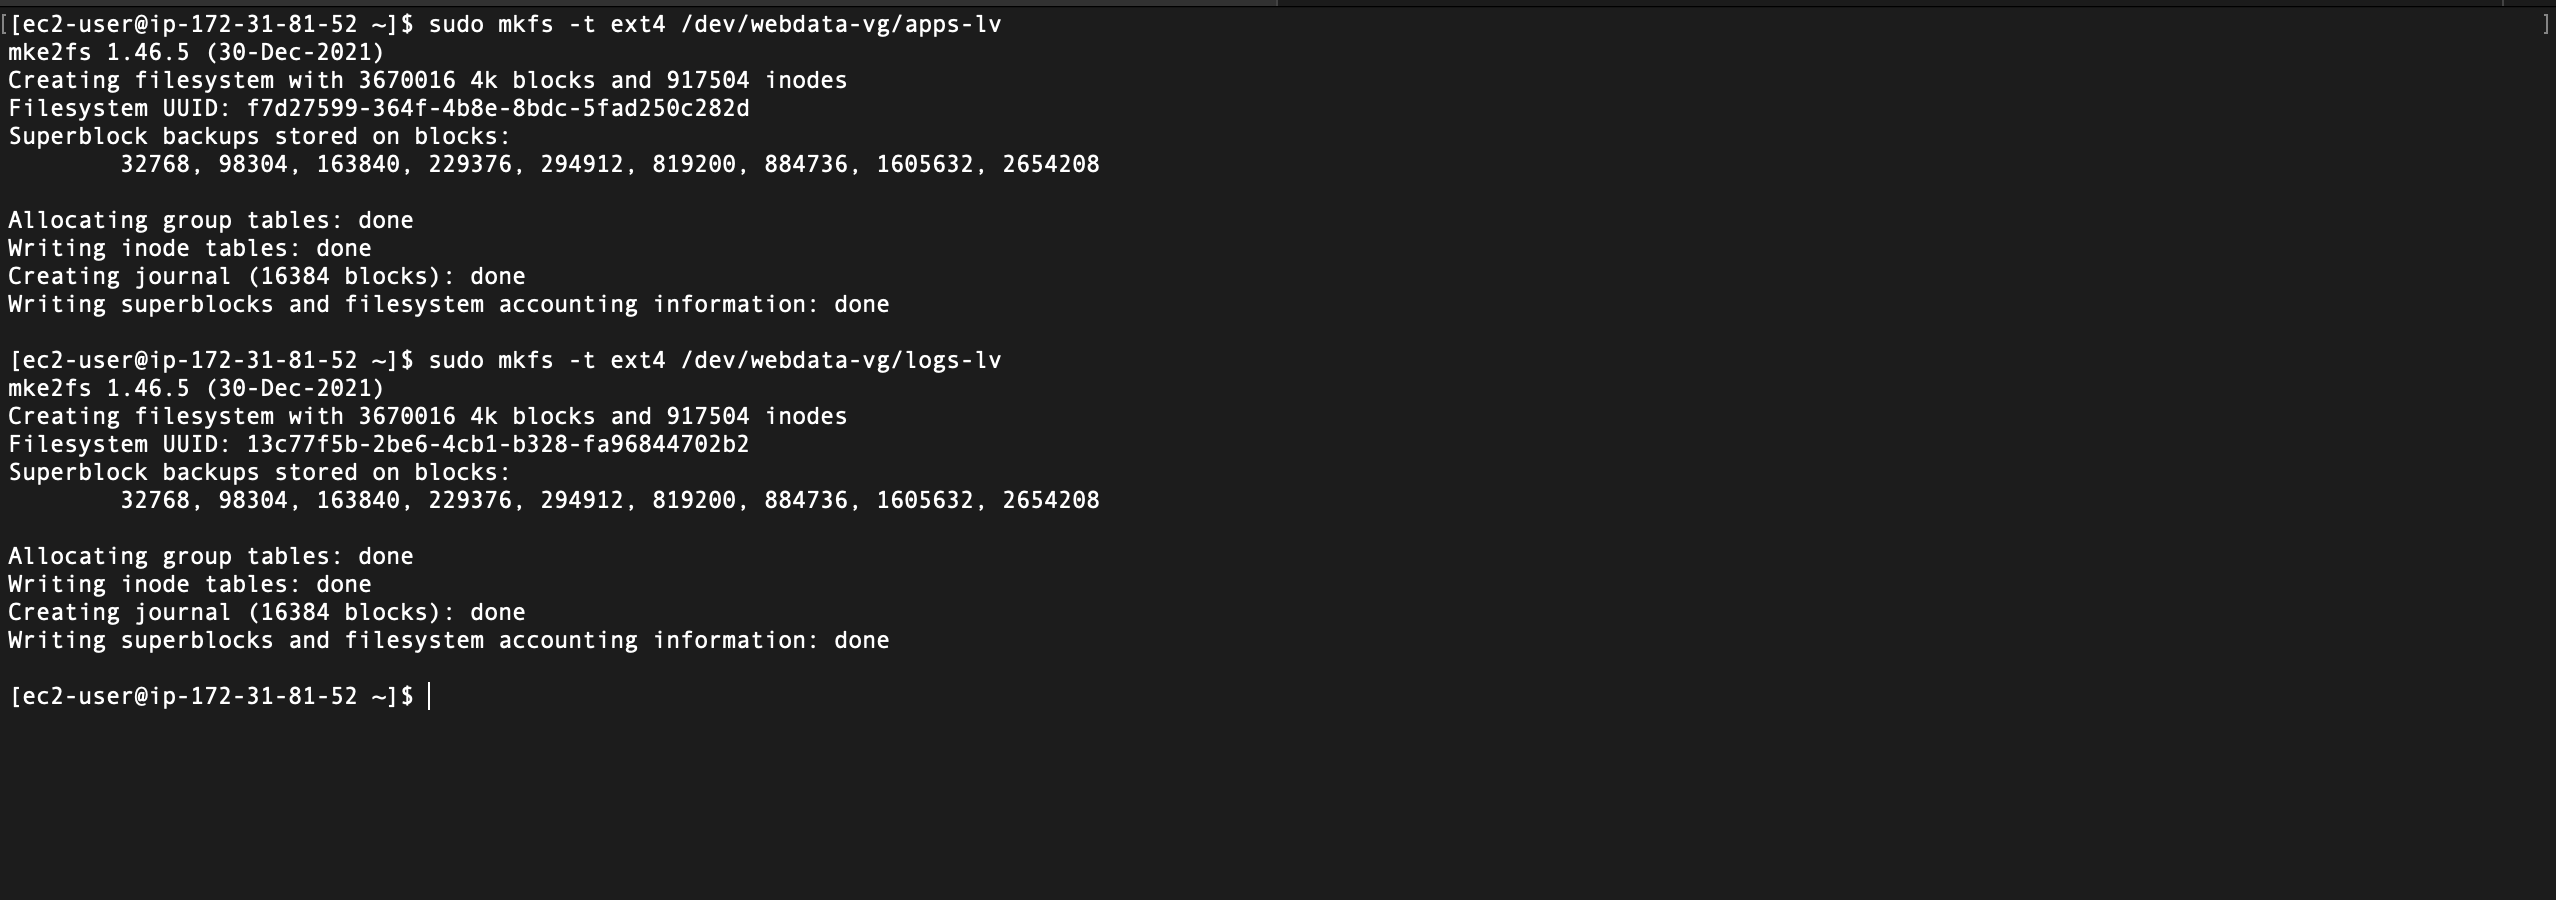 [[ec2-user@ip-172-31-81-52 ~]$ sudo mkfs -t ext4 /dev/webdata-vg/apps-lv ]
mke2fs 1.46.5 (30-Dec-2021)
Creating filesystem with 3670016 4k blocks and 917504 inodes
Filesystem UUID: f7d27599-364f-4b8e-8bdc-5fad250c282d
Superblock backups stored on blocks:
        32768, 98304, 163840, 229376, 294912, 819200, 884736, 1605632, 2654208

Allocating group tables: done
Writing inode tables: done
Creating journal (16384 blocks): done
Writing superblocks and filesystem accounting information: done

[ec2-user@ip-172-31-81-52 ~]$ sudo mkfs -t ext4 /dev/webdata-vg/logs-lv
mke2fs 1.46.5 (30-Dec-2021)
Creating filesystem with 3670016 4k blocks and 917504 inodes
Filesystem UUID: 13c77f5b-2be6-4cb1-b328-fa96844702b2
Superblock backups stored on blocks:
        32768, 98304, 163840, 229376, 294912, 819200, 884736, 1605632, 2654208

Allocating group tables: done
Writing inode tables: done
Creating journal (16384 blocks): done
Writing superblocks and filesystem accounting information: done

[ec2-user@ip-172-31-81-52 ~]$